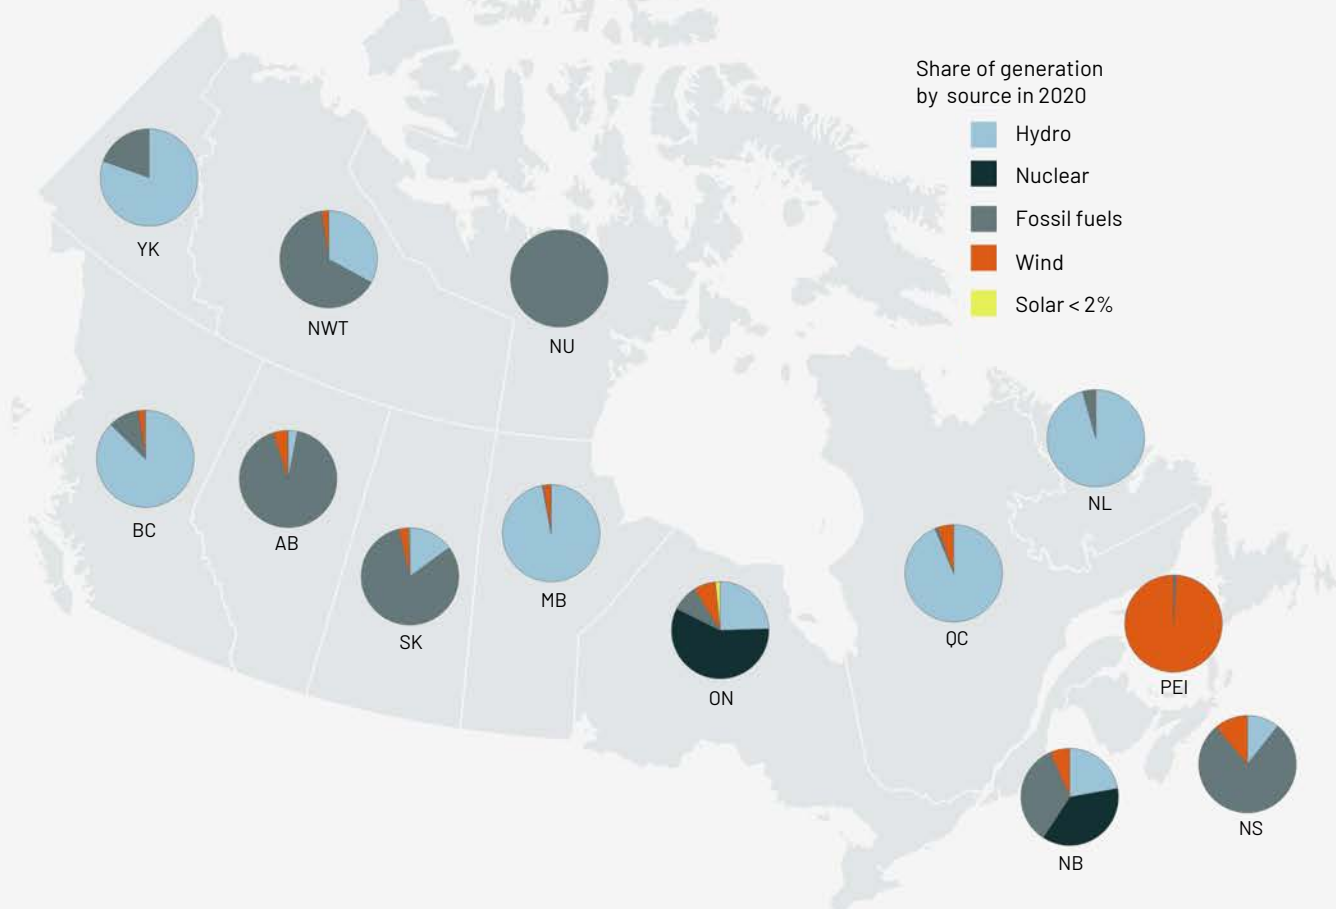 Share of generation
by source in 2020
Hydro
Nuclear
Fossil fuels
Wind
Solar < 2%
YK
NWT
NU
BC
AB
SK
MB
ON
QC
NL
PEI
NS
NB